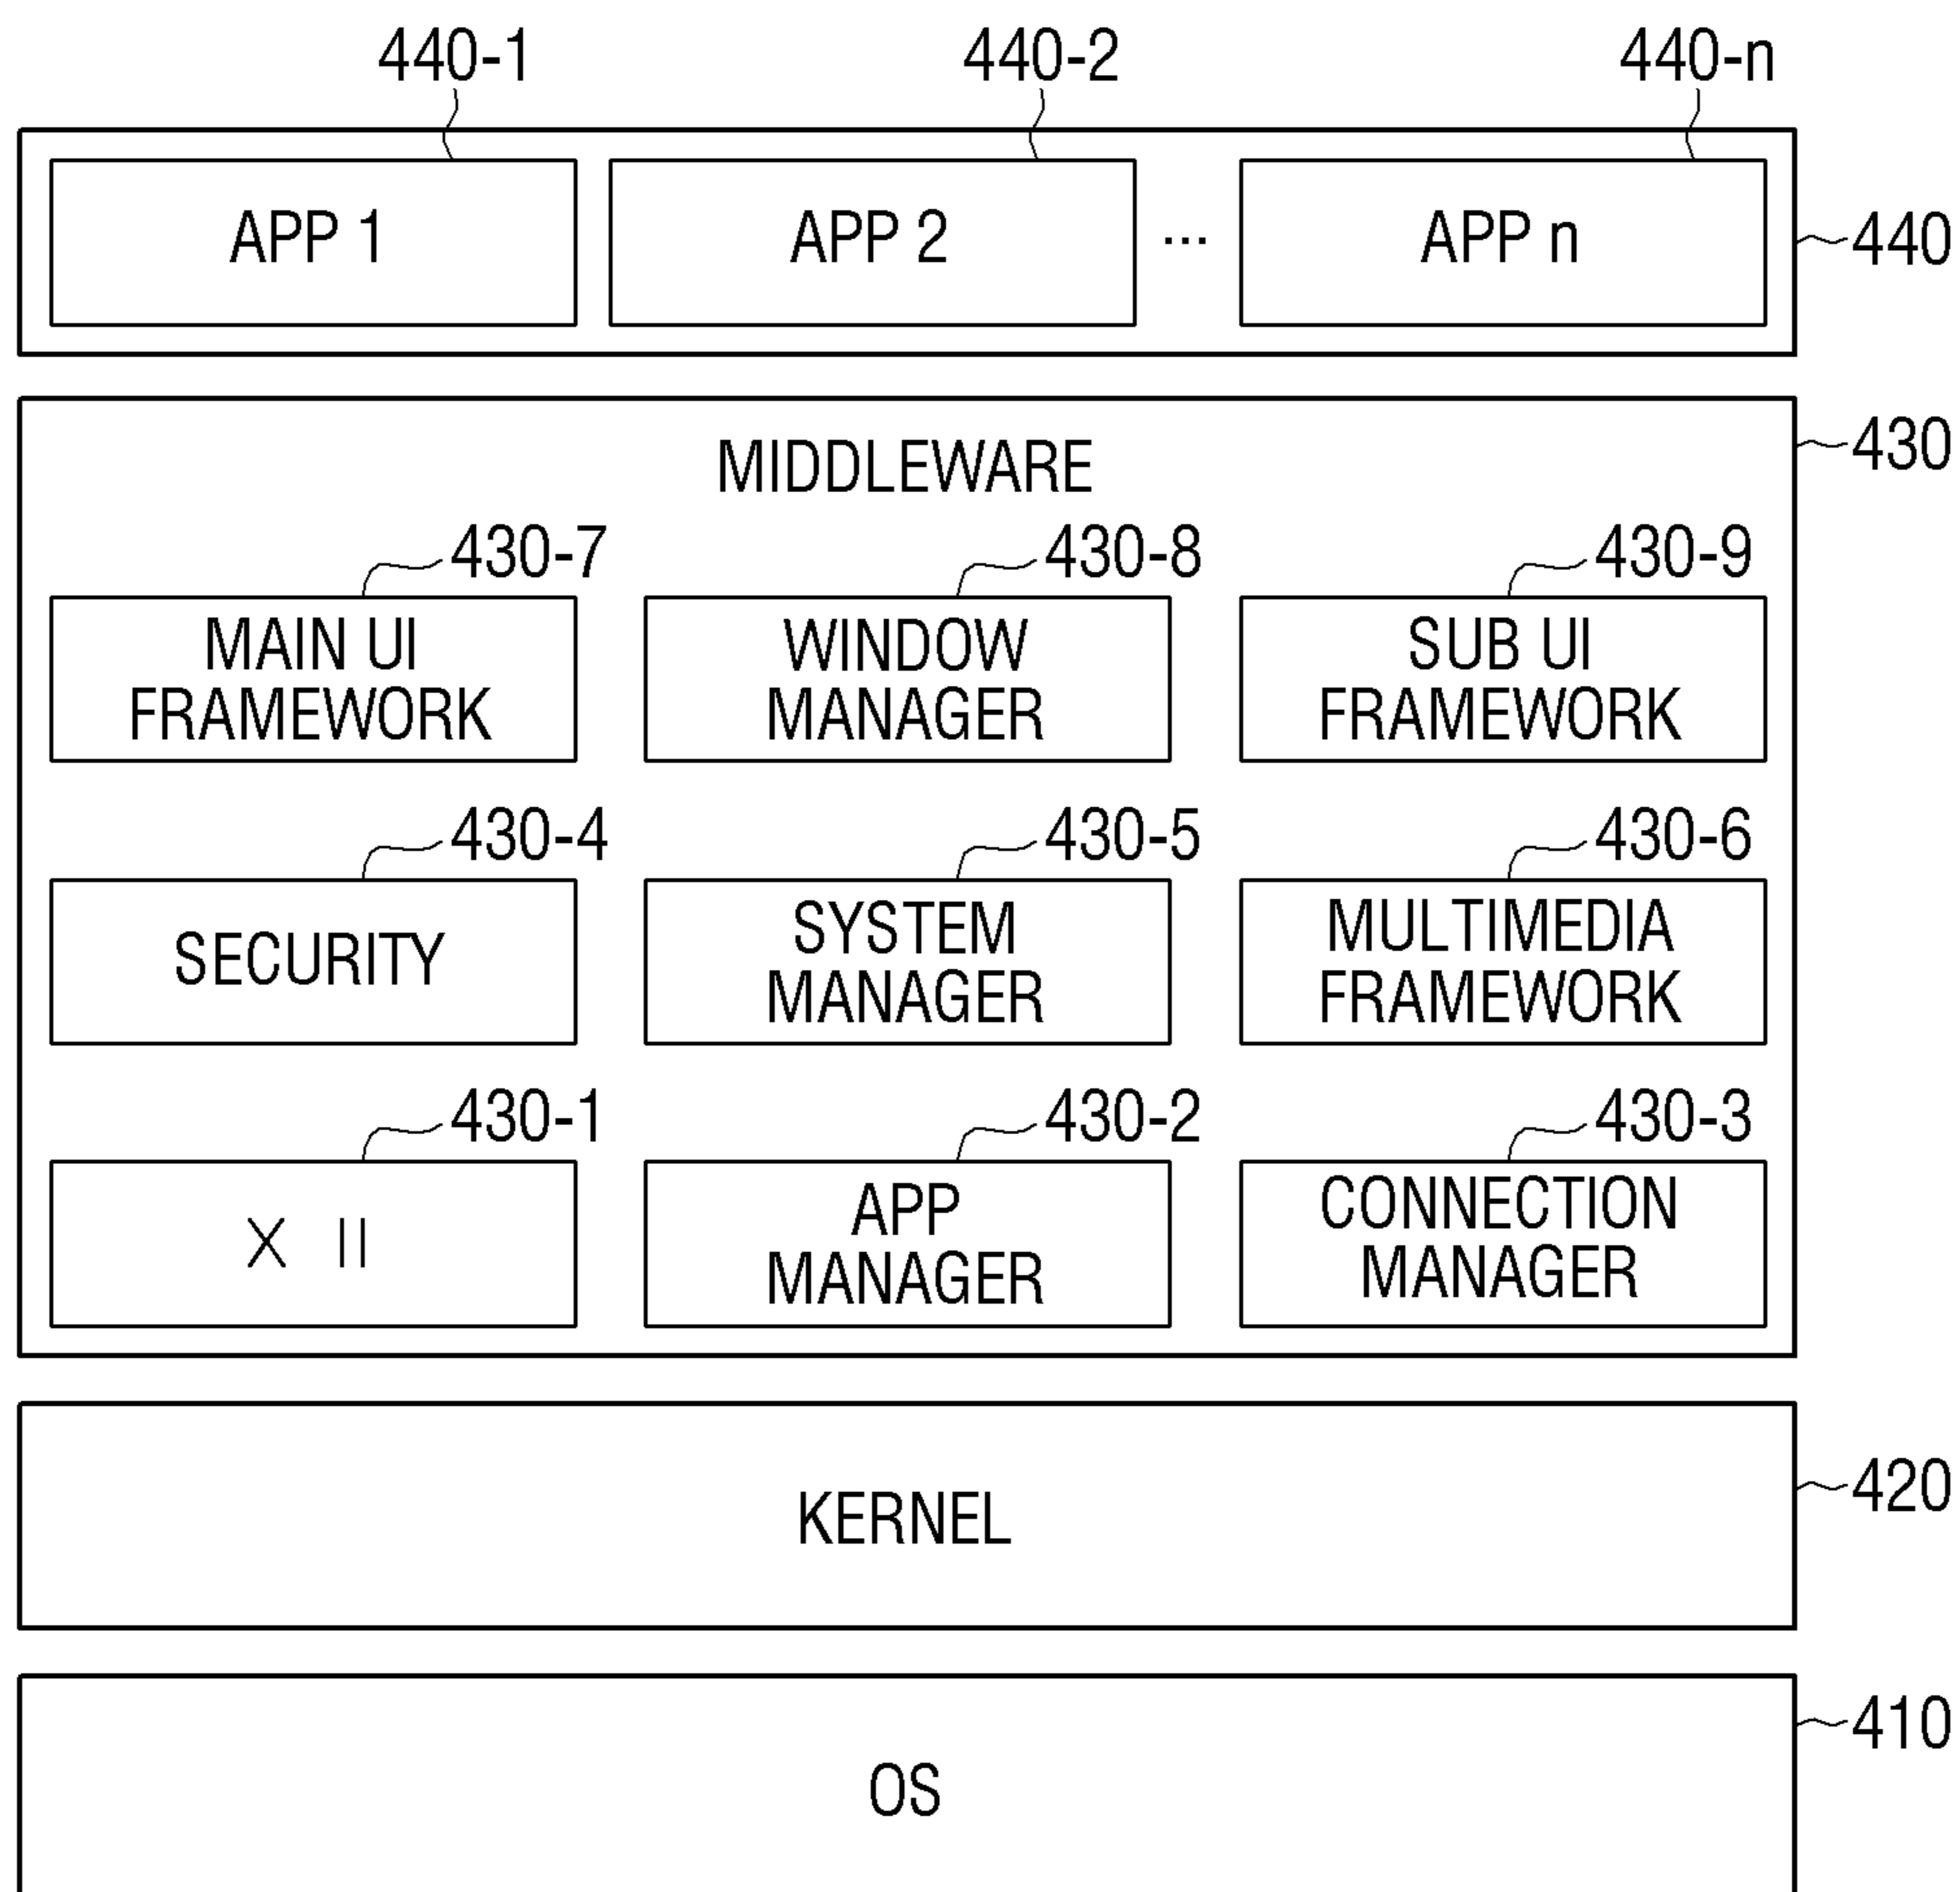 440-1 440-2 440-n
APP 1 APP 2 ... APP n 440
430
MIDDLEWARE
430-7 430-8 430-9
MAIN UI FRAMEWORK
WINDOW MANAGER
SUB UI FRAMEWORK
430-4 430-5 430-6
SECURITY
SYSTEM MANAGER
MULTIMEDIA FRAMEWORK
430-1 430-2 430-3
X II
APP MANAGER
CONNECTION MANAGER
KERNEL 420
410
OS